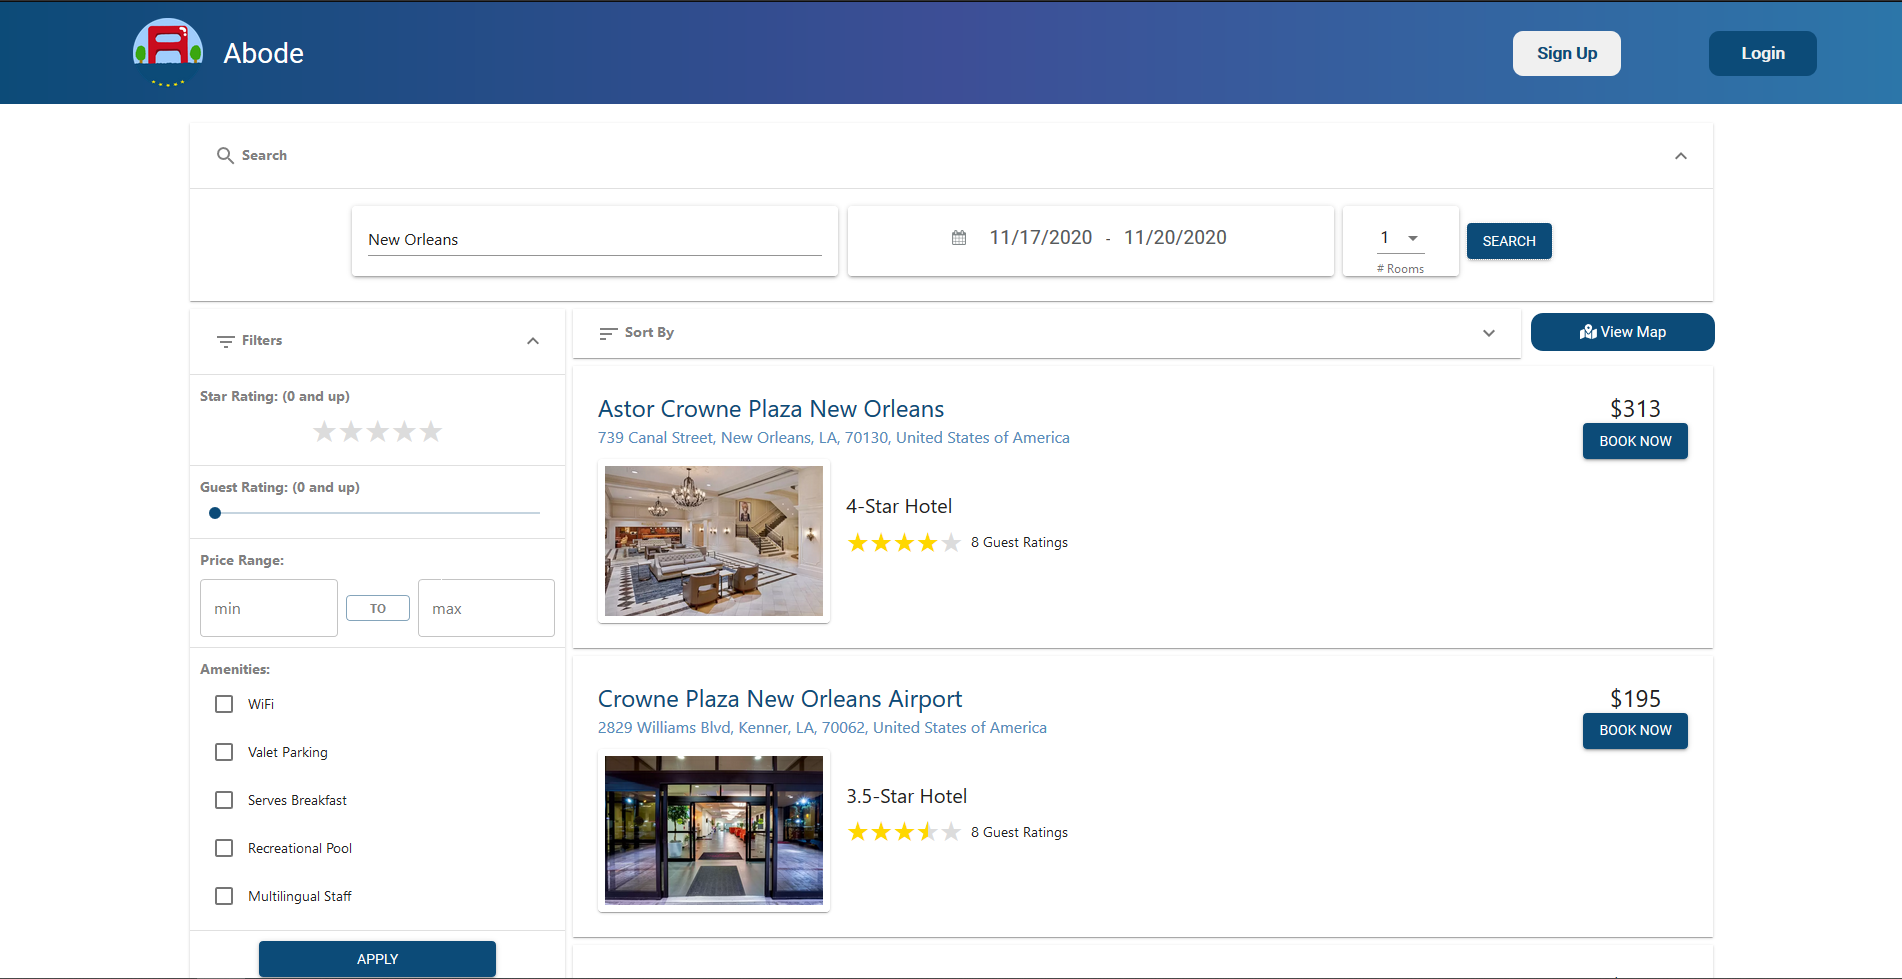 Abode
Sign Up
Login
Search
New Orleans
11/17/2020 - 11/20/2020
1
# Rooms
SEARCH
Filters
Star Rating: (0 and up)
Guest Rating: (0 and up)
Price Range:
min
TO
max
Amenities:
WiFi
Valet Parking
Serves Breakfast
Recreational Pool
Multilingual Staff
APPLY
Sort By
View Map
Astor Crowne Plaza New Orleans
739 Canal Street, New Orleans, LA, 70130, United States of America
$313
BOOK NOW
4-Star Hotel
8 Guest Ratings
Crowne Plaza New Orleans Airport
2829 Williams Blvd, Kenner, LA, 70062, United States of America
$195
BOOK NOW
3.5-Star Hotel
8 Guest Ratings